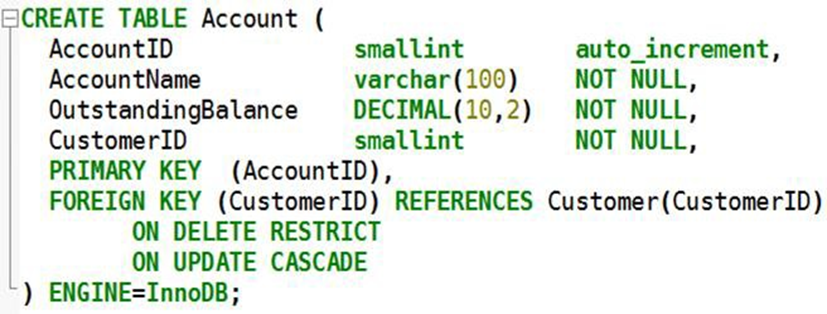 CREATE TABLE Account (
AccountID smallint auto_increment,
AccountName varchar(100) NOT NULL,
OutstandingBalance DECIMAL(10,2) NOT NULL,
CustomerID smallint NOT NULL,
PRIMARY KEY (AccountID),
FOREIGN KEY (CustomerID) REFERENCES Customer(CustomerID)
ON DELETE RESTRICT
ON UPDATE CASCADE
) ENGINE=InnoDB;